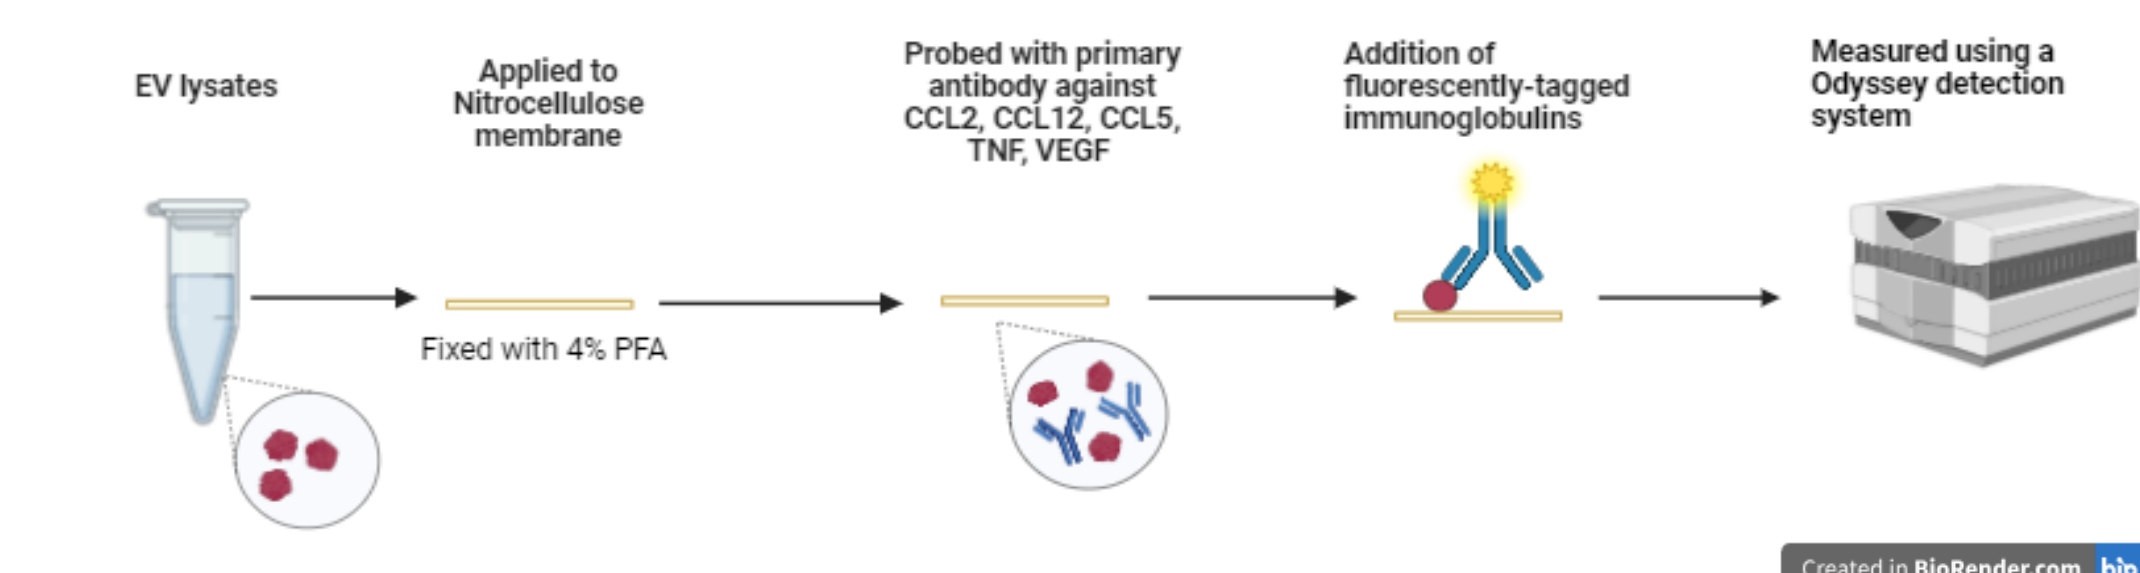 EV lysates
Applied to
Nitrocellulose
membrane
Fixed with 4% PFA
Probed with primary
antibody against
CCL2, CCL12, CCL5,
TNF, VEGF
Addition of
fluorescently-tagged
immunoglobulins
Measured using a
Odyssey detection
system
Created in BioRender.com bio